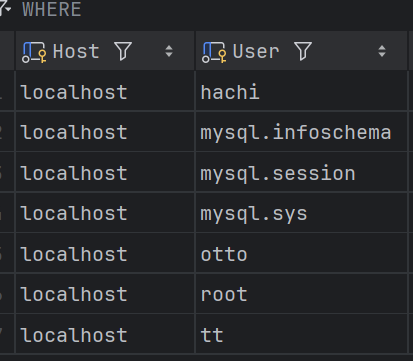 WHERE
Host User
localhost hachi
localhost mysql.infoschema
localhost mysql.session
localhost mysql.sys
localhost otto
localhost root
localhost tt